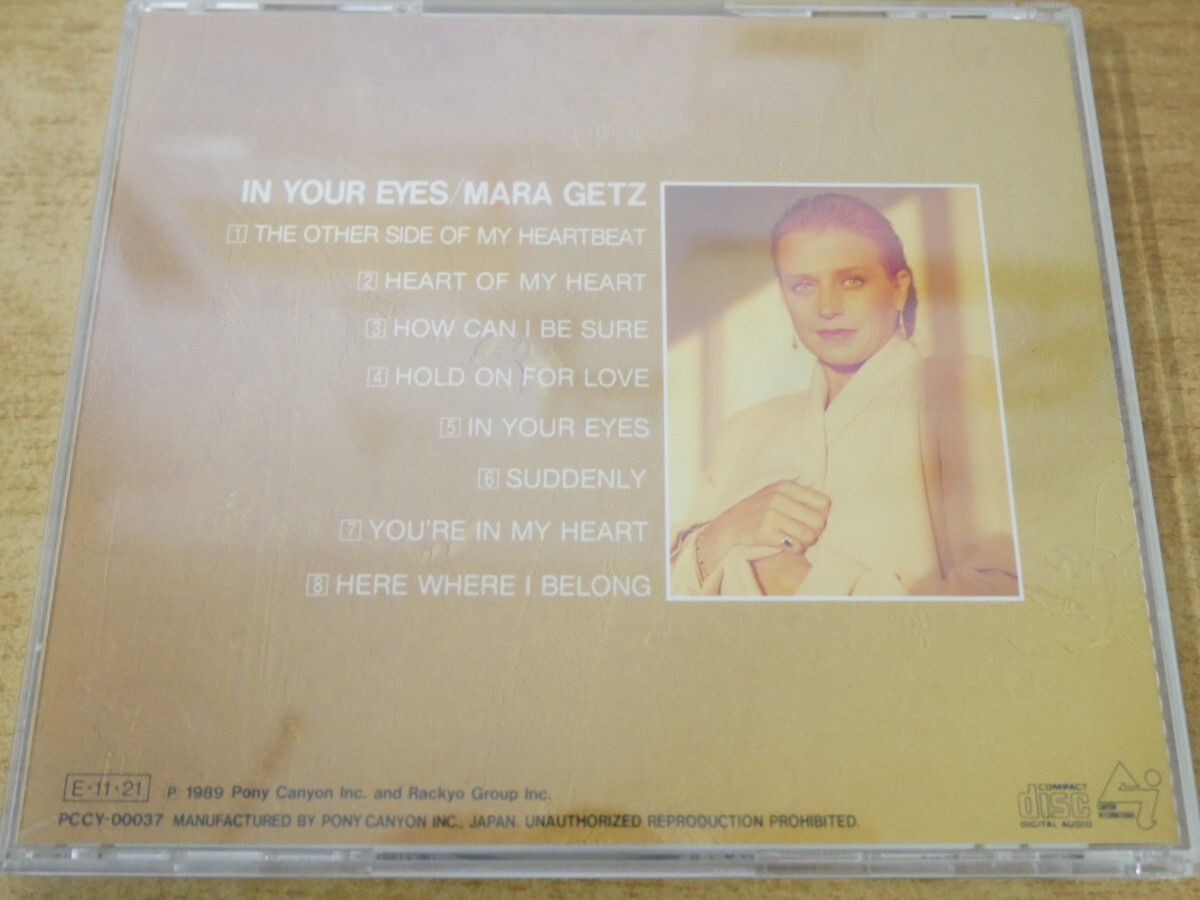 IN YOUR EYES/MARA GETZ
1 THE OTHER SIDE OF MY HEARTBEAT
2 HEART OF MY HEART
3 HOW CAN I BE SURE
4 HOLD ON FOR LOVE
5 IN YOUR EYES
6 SUDDENLY
7 YOU'RE IN MY HEART
8 HERE WHERE I BELONG
E・11・21 P 1989 Pony Canyon Inc. and Rackyo Group Inc.
PCCY-00037 MANUFACTURED BY PONY CANYON INC., JAPAN. UNAUTHORIZED REPRODUCTION PROHIBITED.
COMPACT
disc
DIGITAL AUDIO